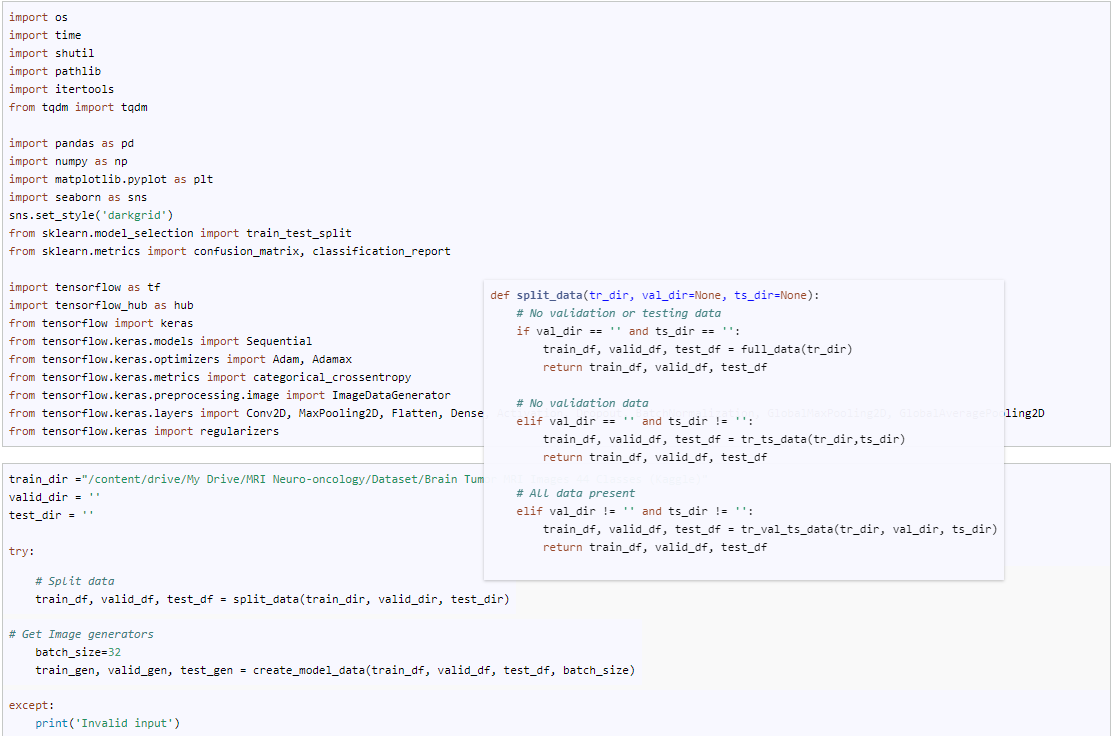 import os
import time
import shutil
import pathlib
import itertools
from tqdm import tqdm
import pandas as pd
import numpy as np
import matplotlib.pyplot as plt
import seaborn as sns
sns.set_style('darkgrid')
from sklearn.model_selection import train_test_split
from sklearn.metrics import confusion_matrix, classification_report
import tensorflow as tf
import tensorflow_hub as hub
from tensorflow import keras
from tensorflow.keras.models import Sequential
from tensorflow.keras.optimizers import Adam, Adamax
from tensorflow.keras.metrics import categorical_crossentropy
from tensorflow.keras.preprocessing.image import ImageDataGenerator
from tensorflow.keras.layers import Conv2D, MaxPooling2D, Flatten, Dense GlobalMaxPooling2D, GlobalAveragePooling2D
from tensorflow.keras import regularizers
def split_data(tr_dir, val_dir=None, ts_dir=None):
# No validation or testing data
if val_dir == '' and ts_dir == '':
train_df, valid_df, test_df = full_data(tr_dir)
return train_df, valid_df, test_df
# No validation data
elif val_dir == '' and ts_dir != '':
train_df, valid_df, test_df = tr_ts_data(tr_dir,ts_dir)
return train_df, valid_df, test_df
# All data present
elif val_dir != '' and ts_dir != '':
train_df, valid_df, test_df = tr_val_ts_data(tr_dir, val_dir, ts_dir)
return train_df, valid_df, test_df
train_dir ="/content/drive/My Drive/MRI Neuro-oncology/Dataset/Brain Tum
valid_dir = ''
test_dir = ''
try:
# Split data
train_df, valid_df, test_df = split_data(train_dir, valid_dir, test_dir)
# Get Image generators
batch_size=32
train_gen, valid_gen, test_gen = create_model_data(train_df, valid_df, test_df, batch_size)
except:
print('Invalid input')